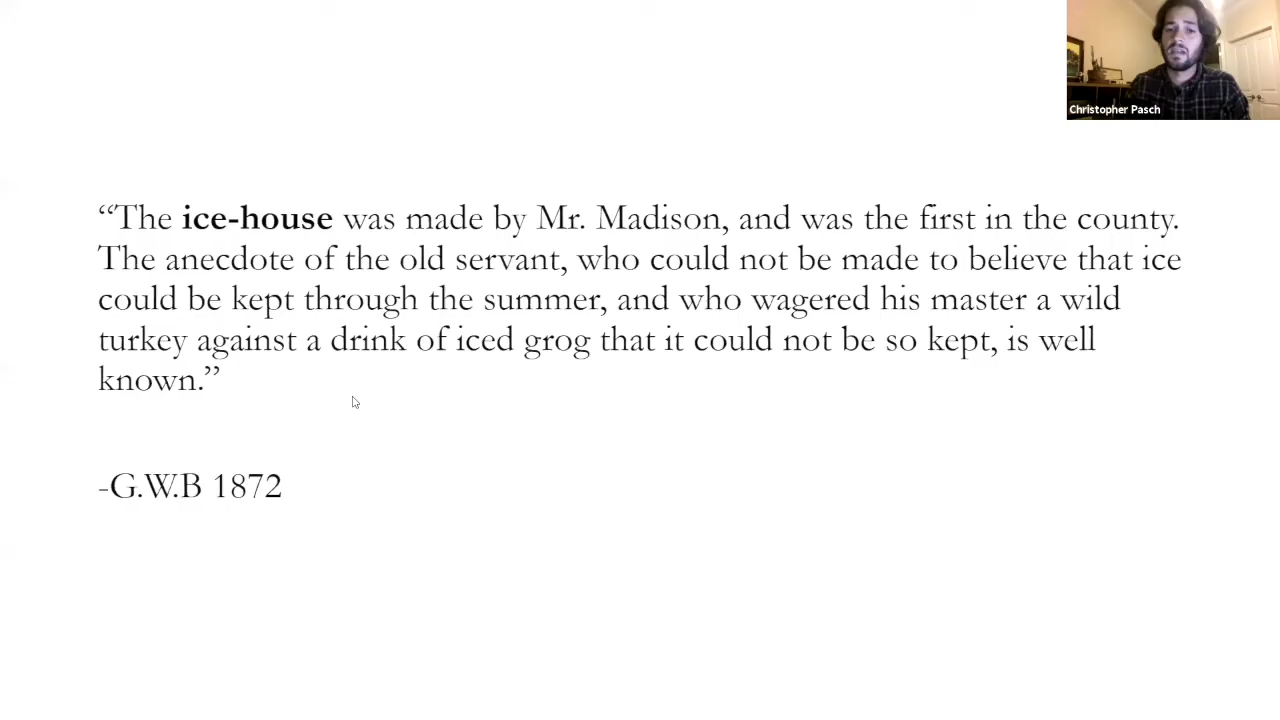 Christopher Pasch
“The ice-house was made by Mr. Madison, and was the first in the county.
The anecdote of the old servant, who could not be made to believe that ice
could be kept through the summer, and who wagered his master a wild
turkey against a drink of iced grog that it could not be so kept, is well
known.”
-G.W.B 1872